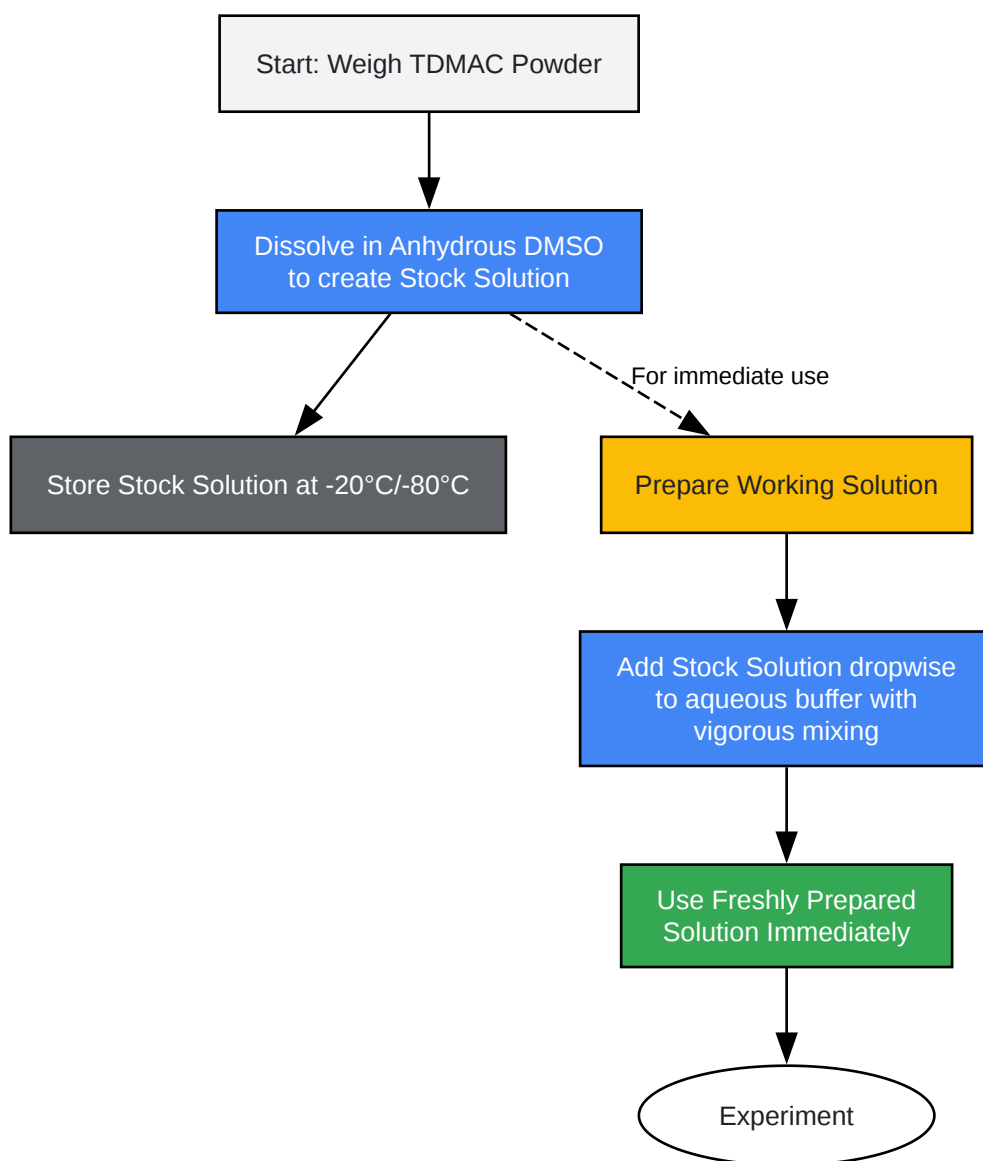 Start: Weigh TDMAC Powder
Dissolve in Anhydrous DMSO
to create Stock Solution
For immediate use
Store Stock Solution at -20°C/-80°C
Prepare Working Solution
Add Stock Solution dropwise
to aqueous buffer with
vigorous mixing
Use Freshly Prepared
Solution Immediately
Experiment